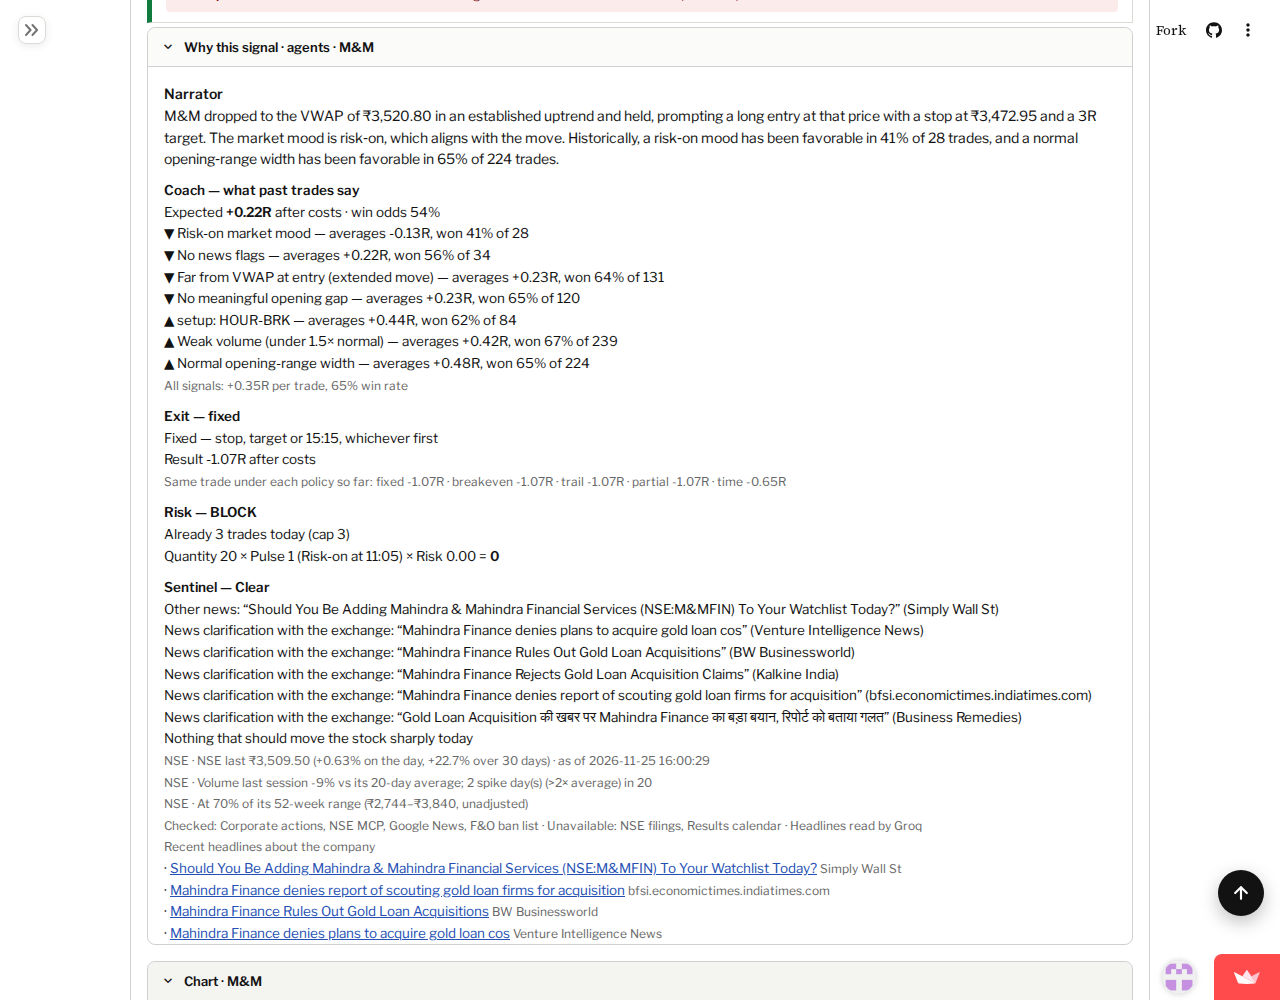 Fork
Why this signal · agents · M&M
Narrator
M&M dropped to the VWAP of ₹3,520.80 in an established uptrend and held, prompting a long entry at that price with a stop at ₹3,472.95 and a 3R
target. The market mood is risk-on, which aligns with the move. Historically, a risk-on mood has been favorable in 41% of 28 trades, and a normal
opening-range width has been favorable in 65% of 224 trades.
Coach — what past trades say
Expected +0.22R after costs · win odds 54%
▼ Risk-on market mood — averages -0.13R, won 41% of 28
▼ No news flags — averages +0.22R, won 56% of 34
▼ Far from VWAP at entry (extended move) — averages +0.23R, won 64% of 131
▼ No meaningful opening gap — averages +0.23R, won 65% of 120
▲ setup: HOUR-BRK — averages +0.44R, won 62% of 84
▲ Weak volume (under 1.5× normal) — averages +0.42R, won 67% of 239
▲ Normal opening-range width — averages +0.48R, won 65% of 224
All signals: +0.35R per trade, 65% win rate
Exit — fixed
Fixed — stop, target or 15:15, whichever first
Result -1.07R after costs
Same trade under each policy so far: fixed -1.07R · breakeven -1.07R · trail -1.07R · partial -1.07R · time -0.65R
Risk — BLOCK
Already 3 trades today (cap 3)
Quantity 20 × Pulse 1 (Risk-on at 11:05) × Risk 0.00 = 0
Sentinel — Clear
Other news: “Should You Be Adding Mahindra & Mahindra Financial Services (NSE:M&MFIN) To Your Watchlist Today?” (Simply Wall St)
News clarification with the exchange: “Mahindra Finance denies plans to acquire gold loan cos” (Venture Intelligence News)
News clarification with the exchange: “Mahindra Finance Rules Out Gold Loan Acquisitions” (BW Businessworld)
News clarification with the exchange: “Mahindra Finance Rejects Gold Loan Acquisition Claims” (Kalkine India)
News clarification with the exchange: “Mahindra Finance denies report of scouting gold loan firms for acquisition” (bfsi.economictimes.indiatimes.com)
News clarification with the exchange: “Gold Loan Acquisition की खबर पर Mahindra Finance का बड़ा बयान, रिपोर्ट को बताया गलत” (Business Remedies)
Nothing that should move the stock sharply today
NSE · NSE last ₹3,509.50 (+0.63% on the day, +22.7% over 30 days) · as of 2026-11-25 16:00:29
NSE · Volume last session -9% vs its 20-day average; 2 spike day(s) (>2× average) in 20
NSE · At 70% of its 52-week range (₹2,744–₹3,840, unadjusted)
Checked: Corporate actions, NSE MCP, Google News, F&O ban list · Unavailable: NSE filings, Results calendar · Headlines read by Groq
Recent headlines about the company
· Should You Be Adding Mahindra & Mahindra Financial Services (NSE:M&MFIN) To Your Watchlist Today? Simply Wall St
· Mahindra Finance denies report of scouting gold loan firms for acquisition bfsi.economictimes.indiatimes.com
· Mahindra Finance Rules Out Gold Loan Acquisitions BW Businessworld
· Mahindra Finance denies plans to acquire gold loan cos Venture Intelligence News
Chart · M&M